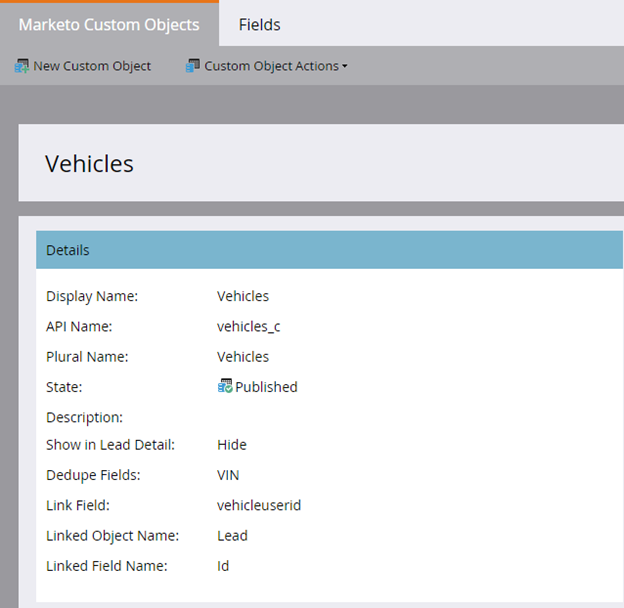 Marketo Custom Objects Fields
New Custom Object Custom Object Actions
Vehicles
Details
Display Name: Vehicles
API Name: vehicles_c
Plural Name: Vehicles
State: Published
Description:
Show in Lead Detail: Hide
Dedupe Fields: VIN
Link Field: vehicleuserid
Linked Object Name: Lead
Linked Field Name: Id